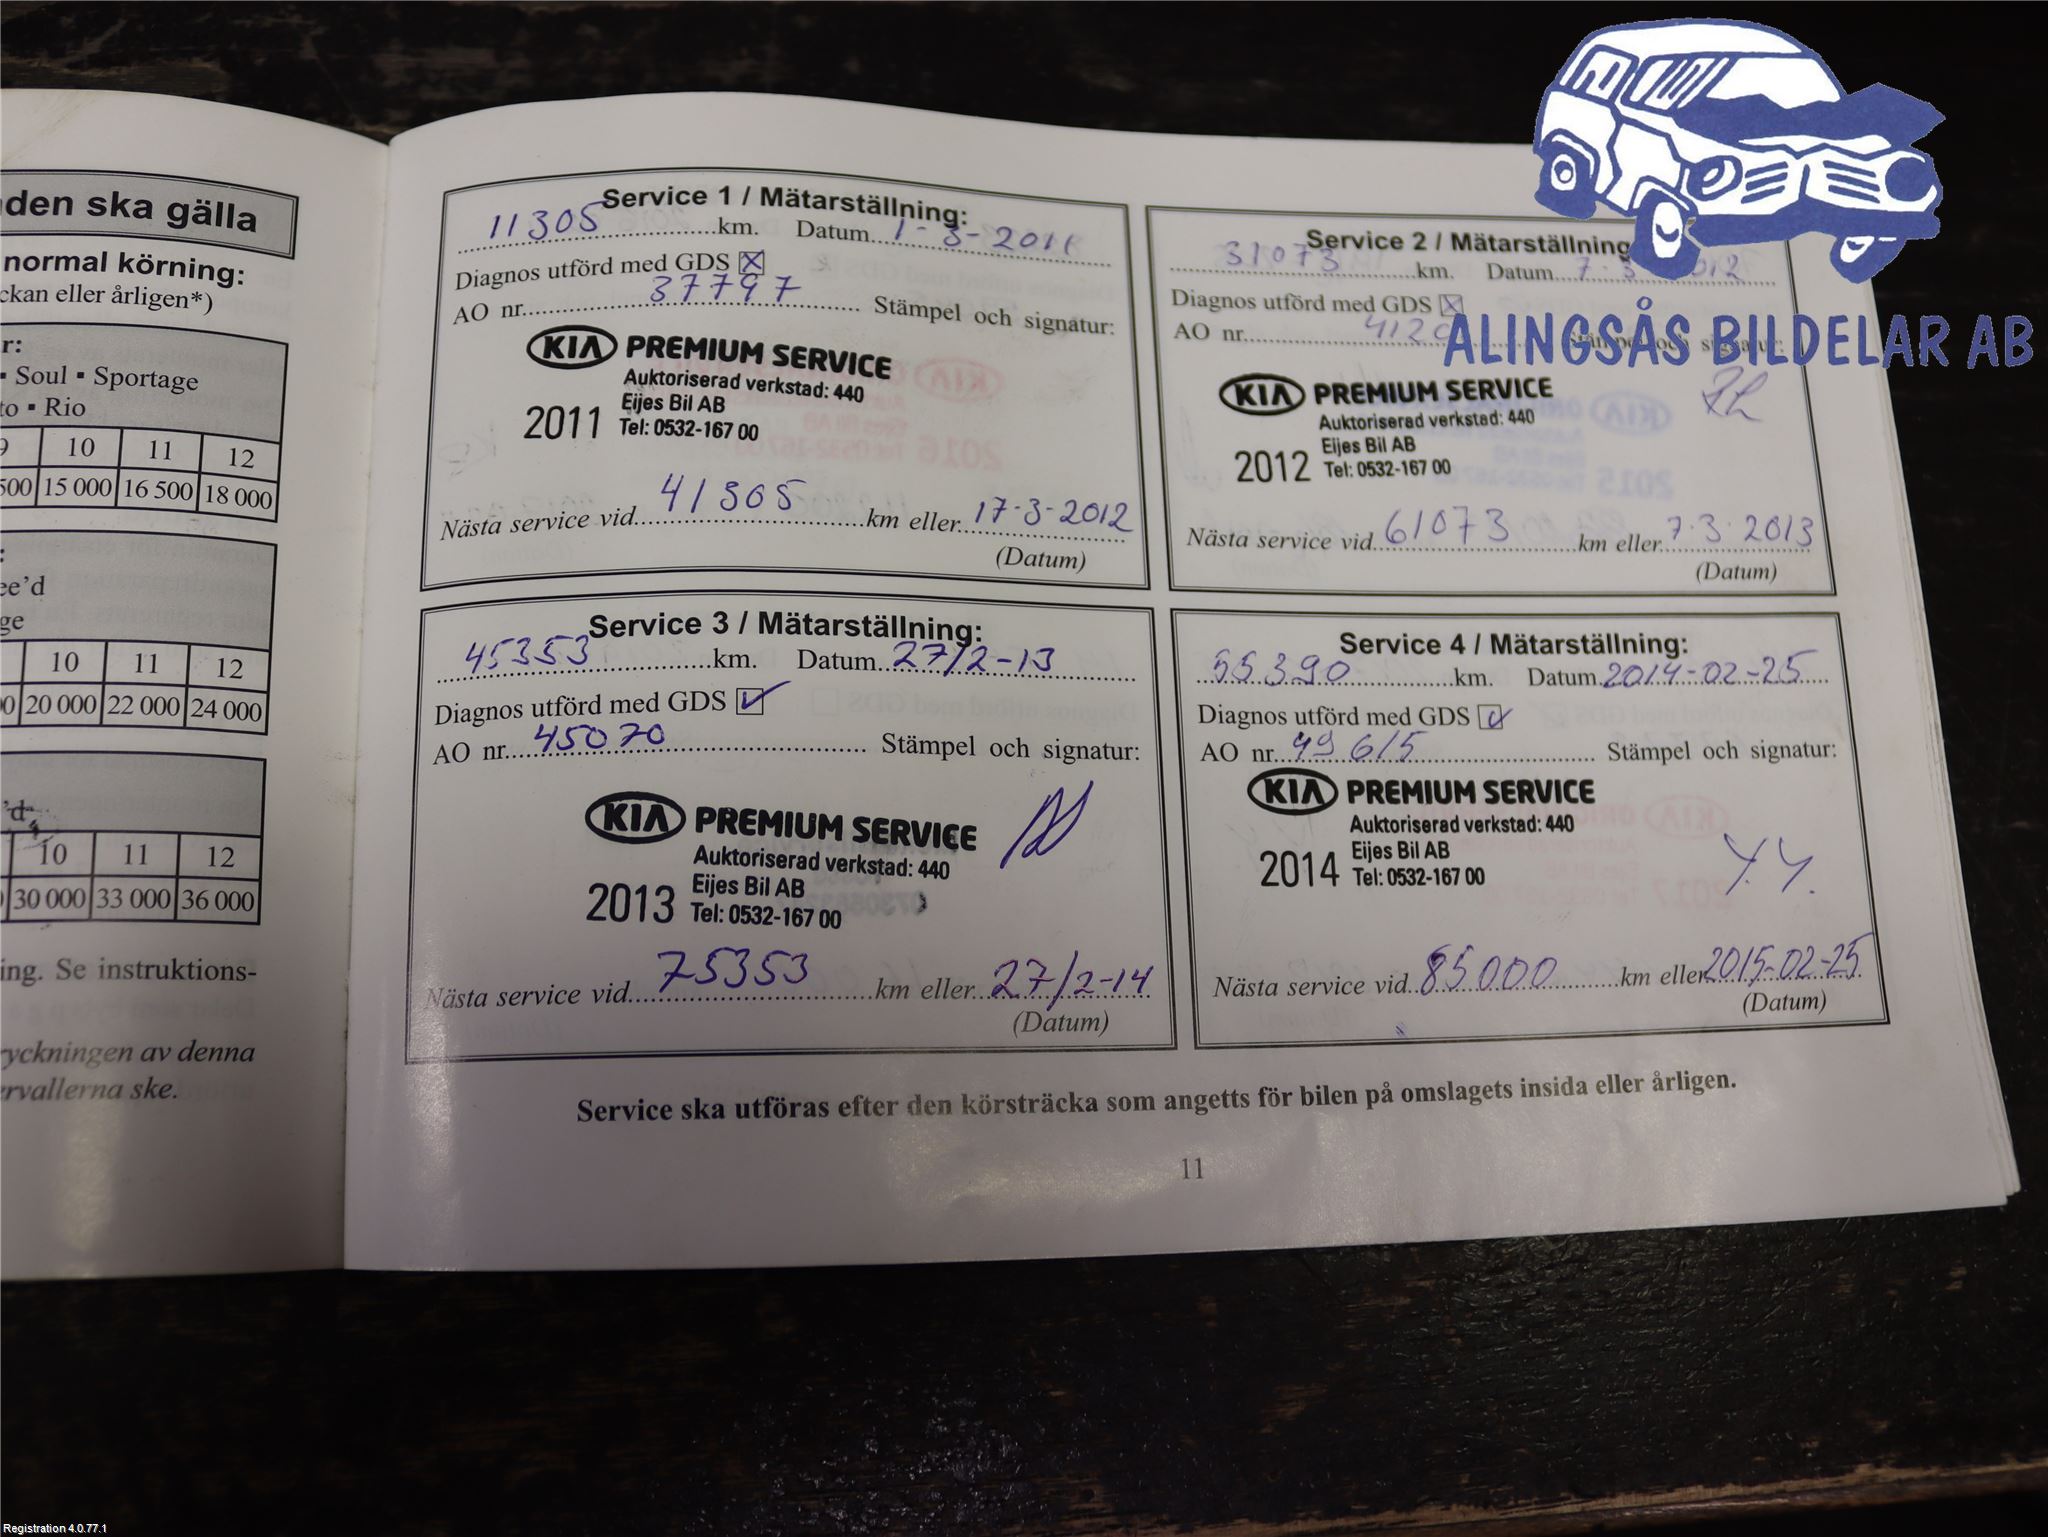 den ska gälla
normal körning:
ckan eller årligen*)
r:
▪ Soul ▪ Sportage
to ▪ Rio
9 10 11 12
500 15 000 16 500 18 000
:
ee'd
ge
10 11 12
0 20 000 22 000 24 000
'd
10 11 12
30 000 33 000 36 000
ing. Se instruktions-
yckningen av denna
ervallerna ske.
Service 1 / Mätarställning:
11305 km. Datum 1-3-2011
Diagnos utförd med GDS
AO nr. 37797 Stämpel och signatur:
KIA PREMIUM SERVICE
Auktoriserad verkstad: 440
Eijes Bil AB
2011 Tel: 0532-167 00
Nästa service vid 41305 km eller 17-3-2012
(Datum)
Service 2 / Mätarställning
31073 km. Datum 7-3 2012
Diagnos utförd med GDS
AO nr. 4120
KIA PREMIUM SERVICE
Auktoriserad verkstad: 440
Eijes Bil AB
2012 Tel: 0532-167 00
Nästa service vid 61073 km eller 7-3-2013
(Datum)
Service 3 / Mätarställning:
45353 km. Datum 27/2-13
Diagnos utförd med GDS
AO nr. 45070 Stämpel och signatur:
KIA PREMIUM SERVICE
Auktoriserad verkstad: 440
Eijes Bil AB
2013 Tel: 0532-167 00
Nästa service vid 75353 km eller 27/2-14
(Datum)
Service 4 / Mätarställning:
55390 km. Datum 2014-02-25
Diagnos utförd med GDS
AO nr. 49615 Stämpel och signatur:
KIA PREMIUM SERVICE
Auktoriserad verkstad: 440
Eijes Bil AB
2014 Tel: 0532-167 00
Y.Y.
Nästa service vid 85000 km eller 2015-02-25
(Datum)
Service ska utföras efter den körsträcka som angetts för bilen på omslagets insida eller årligen.
11
ALINGSÅS BILDELAR AB
Registration 4.0.77.1